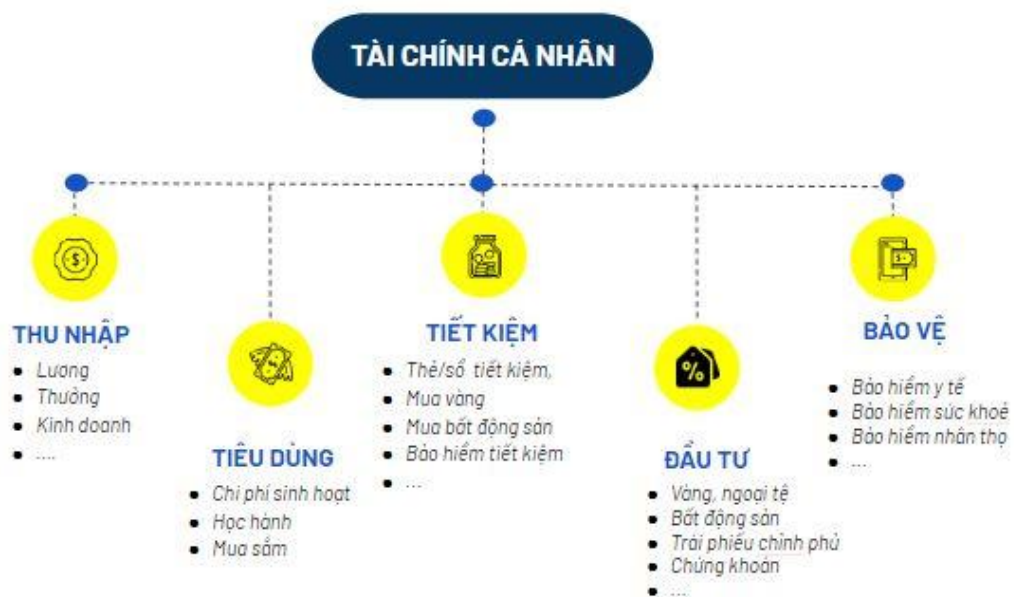 TÀI CHÍNH CÁ NHÂN
THU NHẬP
• Lương
• Thưởng
• Kinh doanh
• ....
TIÊU DÙNG
• Chi phí sinh hoạt
• Học hành
• Mua sắm
TIẾT KIỆM
• Thẻ/sổ tiết kiệm,
• Mua vàng
• Mua bất động sản
• Bảo hiểm tiết kiệm
• ...
ĐẦU TƯ
• Vàng, ngoại tệ
• Bất động sản
• Trái phiếu chính phủ
• Chứng khoán
• ...
BẢO VỆ
• Bảo hiểm y tế
• Bảo hiểm sức khoẻ
• Bảo hiểm nhân thọ
• ...